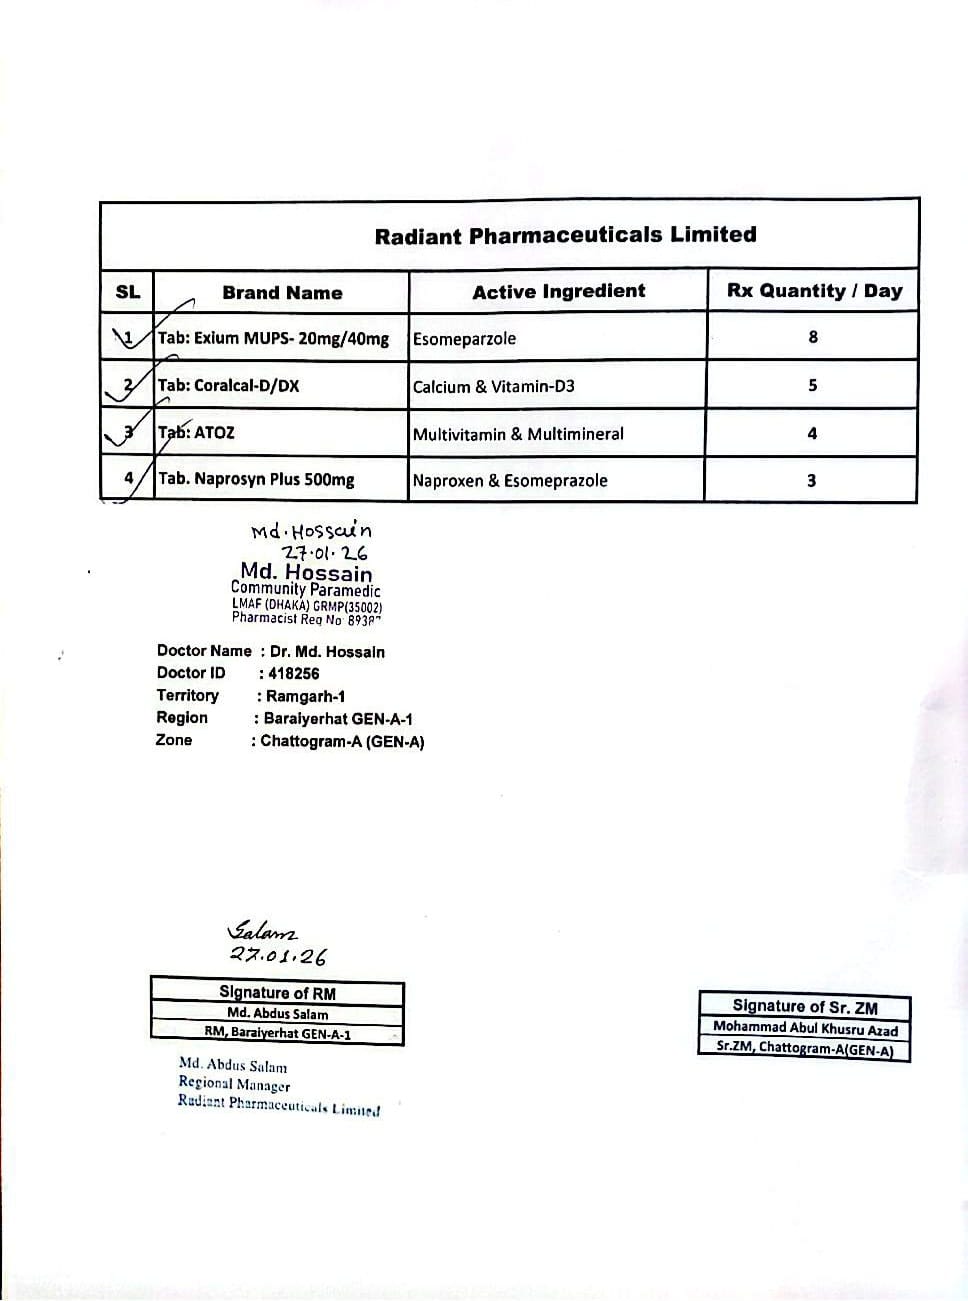 Radiant Pharmaceuticals Limited
SL Brand Name Active Ingredient Rx Quantity / Day
1 Tab: Exium MUPS- 20mg/40mg Esomeparzole 8
2 Tab: Coralcal-D/DX Calcium & Vitamin-D3 5
3 Tab: ATOZ Multivitamin & Multimineral 4
4 Tab. Naprosyn Plus 500mg Naproxen & Esomeprazole 3
Md. Hossain
27.01.26
Md. Hossain
Community Paramedic
LMAF (DHAKA) GRMP(35002)
Pharmacist Reg No
Doctor Name : Dr. Md. Hossain
Doctor ID : 418256
Territory : Ramgarh-1
Region : Baraiyerhat GEN-A-1
Zone : Chattogram-A (GEN-A)
Salam
27.01.26
Signature of RM
Md. Abdus Salam
RM, Baraiyerhat GEN-A-1
Md. Abdus Salam
Regional Manager
Radiant Pharmaceuticals Limited
Signature of Sr. ZM
Mohammad Abul Khusru Azad
Sr.ZM, Chattogram-A(GEN-A)